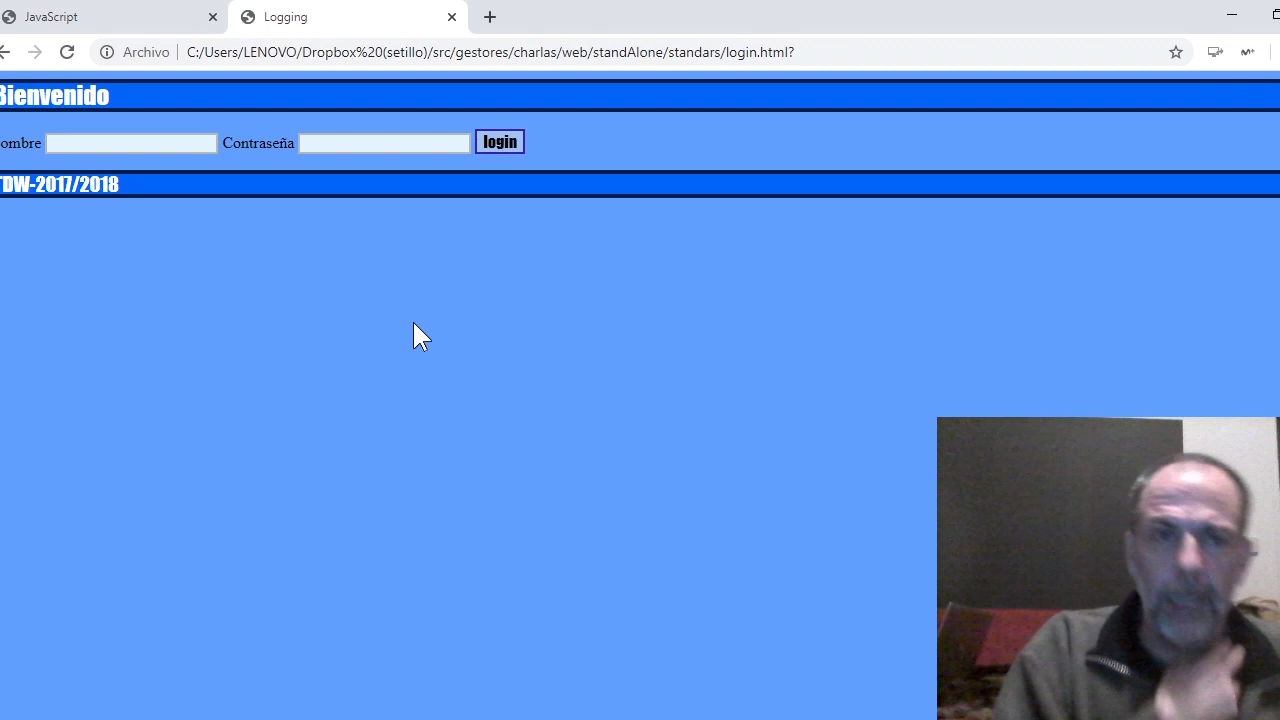 JavaScript
Logging
Archivo
C:/Users/LENOVO/Dropbox%20(setillo)/src/gestores/charlas/web/standAlone/standars/login.html?
Bienvenido
ombre
Contraseña
login
TDW-2017/2018